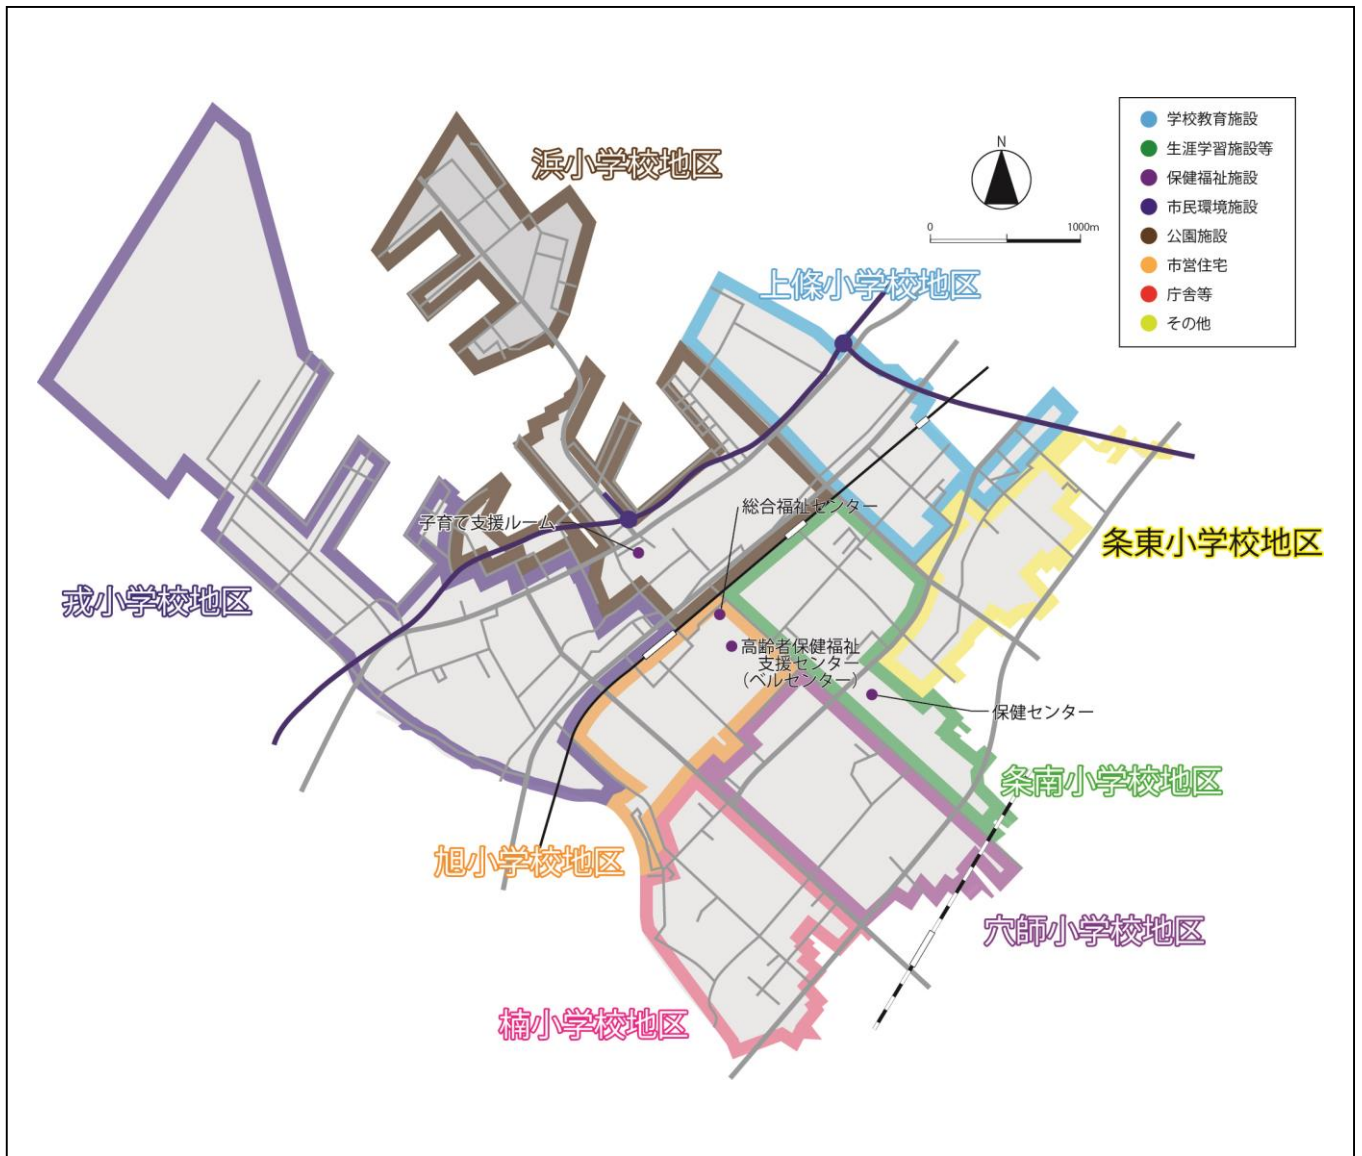 浜小学校地区
N
0
1000m
学校教育施設
生涯学習施設等
保健福祉施設
市民環境施設
公園施設
市営住宅
庁舎等
その他
上條小学校地区
総合福祉センター
子育て支援ルーム
条東小学校地区
戎小学校地区
高齢者保健福祉
支援センター
（ベルセンター）
保健センター
条南小学校地区
旭小学校地区
穴師小学校地区
楠小学校地区